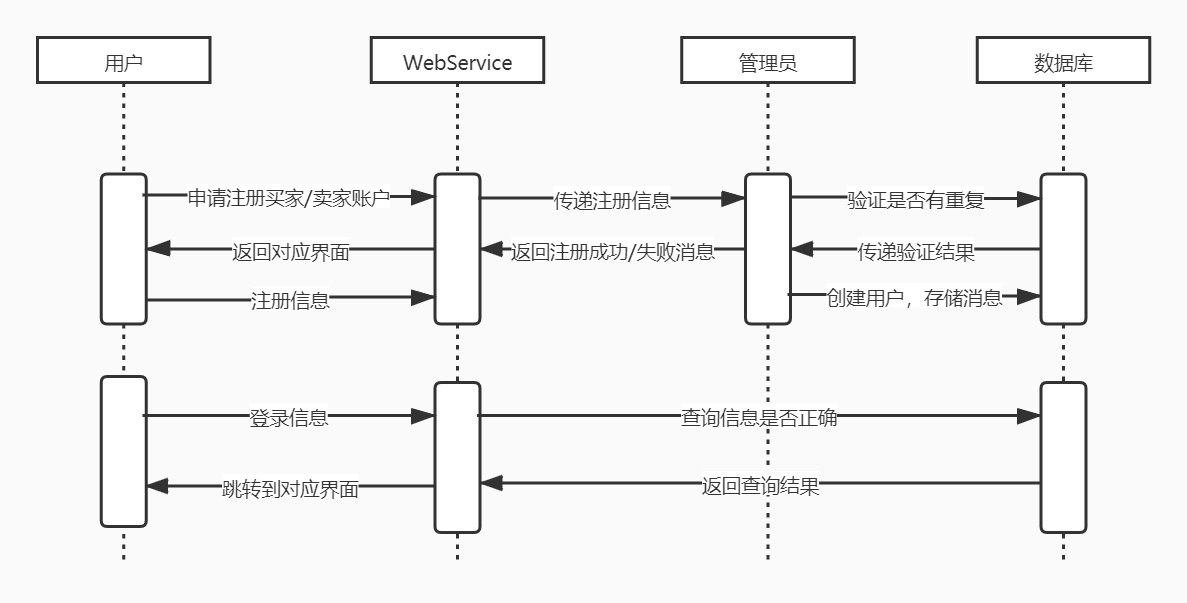 用户
WebService
管理员
数据库
申请注册买家/卖家账户
传递注册信息
验证是否有重复
返回对应界面
返回注册成功/失败消息
传递验证结果
注册信息
创建用户，存储消息
登录信息
查询信息是否正确
跳转到对应界面
返回查询结果